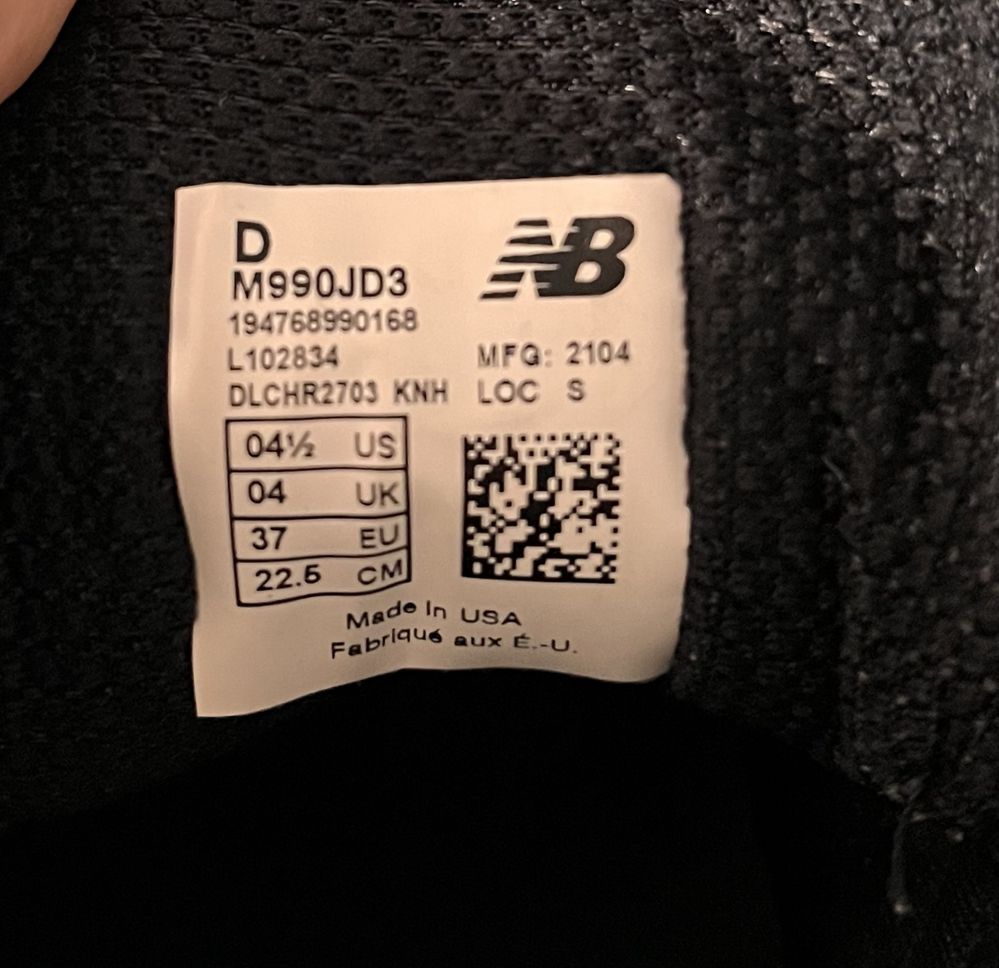 D
NB
M990JD3
194768990168
L102834 MFG: 2104
DLCHR2703 KNH LOC S
04½ US
04 UK
37 EU
22.5 CM
Made in USA
Fabriqué aux É.-U.